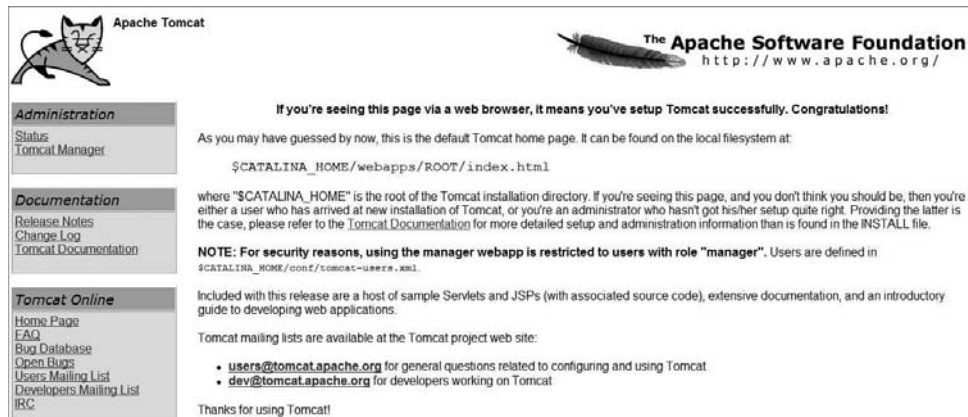 Apache Tomcat
The Apache Software Foundation
http://www.apache.org/
Administration
Status
Tomcat Manager
Documentation
Release Notes
Change Log
Tomcat Documentation
Tomcat Online
Home Page
FAQ
Bug Database
Open Bugs
Users Mailing List
Developers Mailing List
IRC
If you're seeing this page via a web browser, it means you've setup Tomcat successfully. Congratulations!
As you may have guessed by now, this is the default Tomcat home page. It can be found on the local filesystem at:
$CATALINA_HOME/webapps/ROOT/index.html
where "$CATALINA_HOME" is the root of the Tomcat installation directory. If you're seeing this page, and you don't think you should be, then you're
either a user who has arrived at new installation of Tomcat, or you're an administrator who hasn't got his/her setup quite right. Providing the latter is
the case, please refer to the Tomcat Documentation for more detailed setup and administration information than is found in the INSTALL file.
NOTE: For security reasons, using the manager webapp is restricted to users with role "manager". Users are defined in
$CATALINA_HOME/conf/tomcat-users.xml.
Included with this release are a host of sample Servlets and JSPs (with associated source code), extensive documentation, and an introductory
guide to developing web applications.
Tomcat mailing lists are available at the Tomcat project web site:
• users@tomcat.apache.org for general questions related to configuring and using Tomcat
• dev@tomcat.apache.org for developers working on Tomcat
Thanks for using Tomcat!